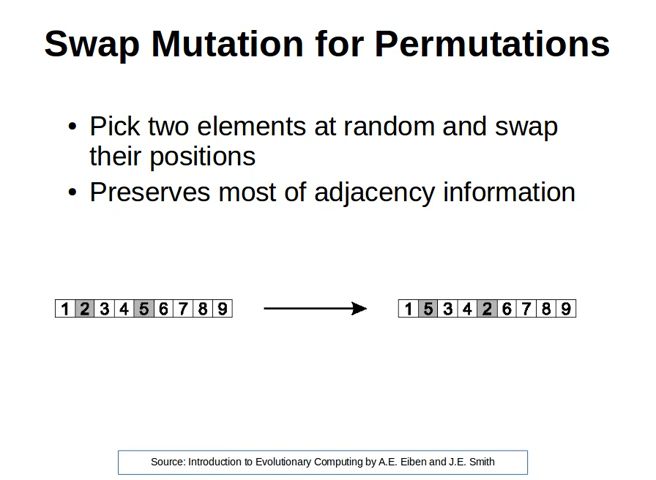 Swap Mutation for Permutations
• Pick two elements at random and swap
their positions
• Preserves most of adjacency information
1 2 3 4 5 6 7 8 9 1 5 3 4 2 6 7 8 9
Source: Introduction to Evolutionary Computing by A.E. Eiben and J.E. Smith